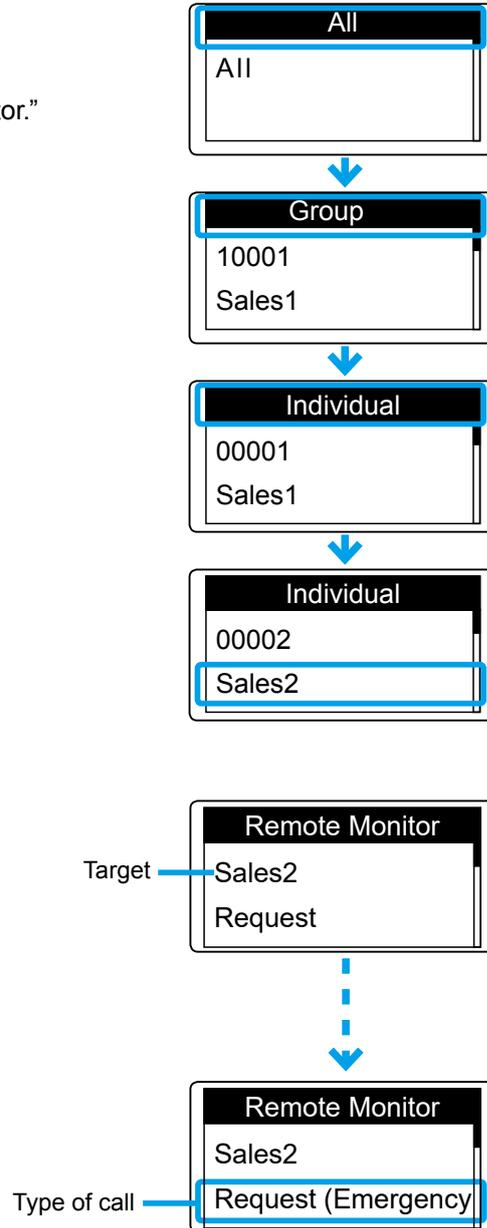 All
All
tor.”
Group
10001
Sales1
Individual
00001
Sales1
Individual
00002
Sales2
Remote Monitor
Target
Sales2
Request
Remote Monitor
Sales2
Type of call
Request (Emergency